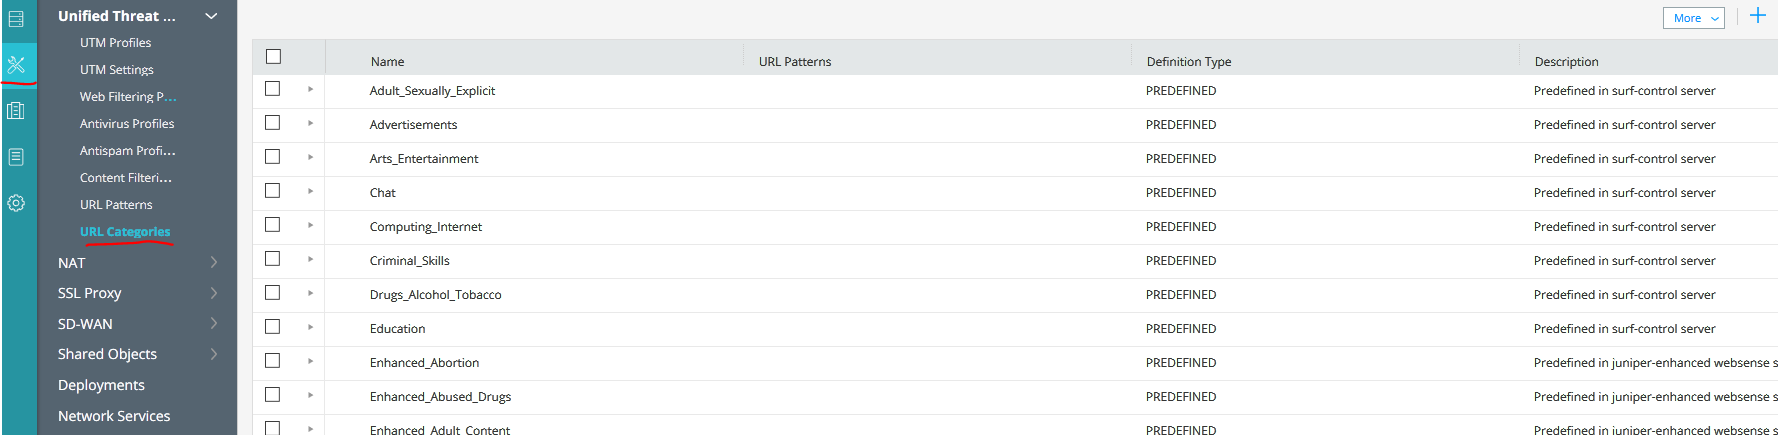 Unified Threat ...
UTM Profiles
UTM Settings
Web Filtering P...
Antivirus Profiles
Antispam Profi...
Content Filteri...
URL Patterns
URL Categories
NAT
SSL Proxy
SD-WAN
Shared Objects
Deployments
Network Services
More
Name URL Patterns Definition Type Description
Adult_Sexually_Explicit PREDEFINED Predefined in surf-control server
Advertisements PREDEFINED Predefined in surf-control server
Arts_Entertainment PREDEFINED Predefined in surf-control server
Chat PREDEFINED Predefined in surf-control server
Computing_Internet PREDEFINED Predefined in surf-control server
Criminal_Skills PREDEFINED Predefined in surf-control server
Drugs_Alcohol_Tobacco PREDEFINED Predefined in surf-control server
Education PREDEFINED Predefined in surf-control server
Enhanced_Abortion PREDEFINED Predefined in juniper-enhanced websense s
Enhanced_Abused_Drugs PREDEFINED Predefined in juniper-enhanced websense s
Enhanced_Adult_Content PREDEFINED Predefined in juniper-enhanced websense s